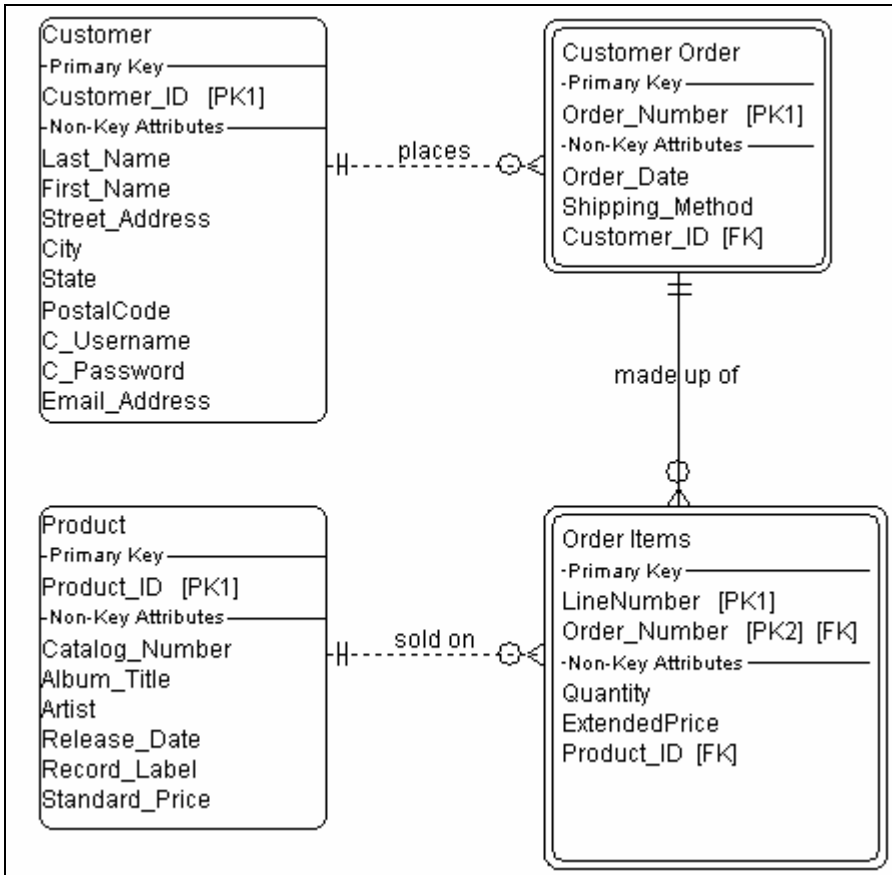 Customer
Primary Key
Customer_ID [PK1]
Non-Key Attributes
Last_Name
First_Name
Street_Address
City
State
PostalCode
C_Username
C_Password
Email_Address
places
Customer Order
Primary Key
Order_Number [PK1]
Non-Key Attributes
Order_Date
Shipping_Method
Customer_ID [FK]
made up of
Product
Primary Key
Product_ID [PK1]
Non-Key Attributes
Catalog_Number
Album_Title
Artist
Release_Date
Record_Label
Standard_Price
sold on
Order Items
Primary Key
LineNumber [PK1]
Order_Number [PK2] [FK]
Non-Key Attributes
Quantity
ExtendedPrice
Product_ID [FK]